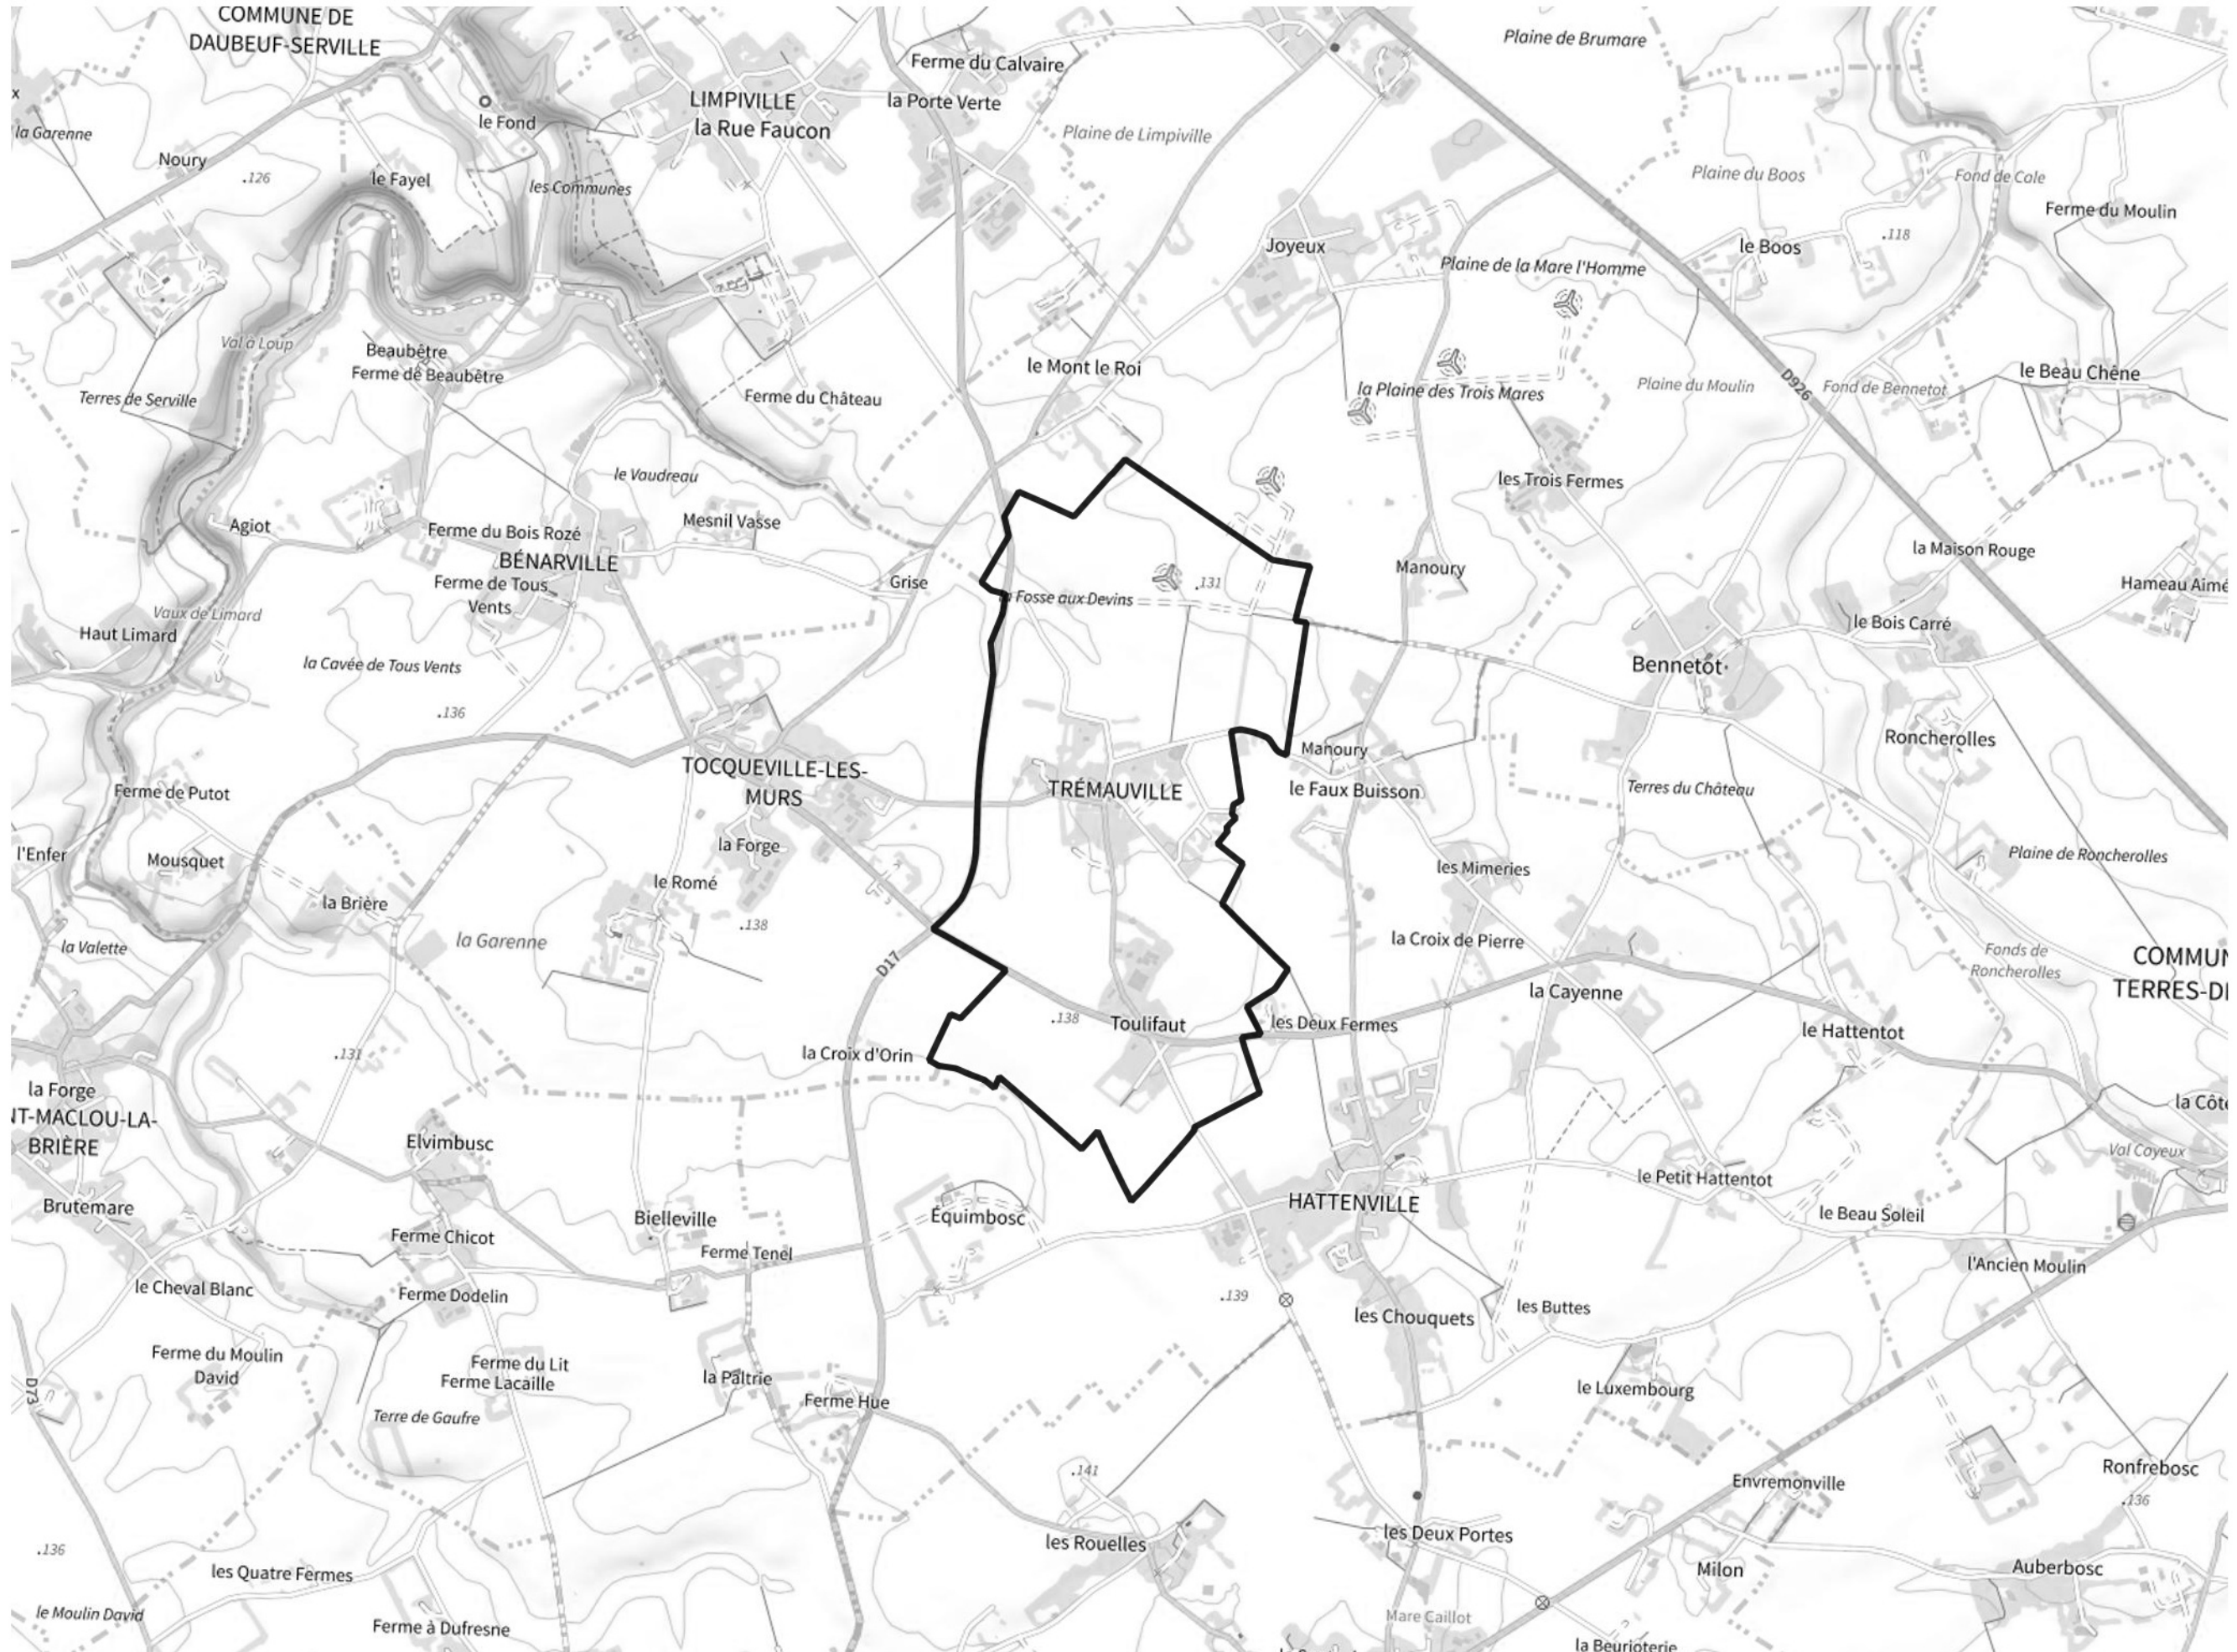 COMMUNE DE
DAUBEUF-SERVILLE
Plaine de Brumare
Ferme du Calvaire
x
LIMPIVILLE
la Porte Verte
la Rue Faucon
la Garenne
le Fond
Plaine de Limpiville
Noury
.126
le Fayel
les Communes
Plaine du Boos
Fond de Cale
Ferme du Moulin
Joyeux
le Boos
.118
Plaine de la Mare l'Homme
Val à Loup
Beaubêtre
Ferme de Beaubêtre
le Mont le Roi
la Plaine des Trois Mares
Plaine du Moulin
D926
Fond de Bennetot
le Beau Chêne
Terres de Serville
Ferme du Château
le Vaudreau
les Trois Fermes
Agiot
Ferme du Bois Rozé
Mesnil Vasse
BÉNARVILLE
la Maison Rouge
Ferme de Tous
Vents
Grise
.131
Manoury
Hameau Aimé
la Fosse aux Devins
Vaux de Limard
Haut Limard
le Bois Carré
la Cavée de Tous Vents
Bennetot
.136
Roncherolles
Manoury
TOCQUEVILLE-LES-
MURS
TRÉMAUVILLE
le Faux Buisson
Terres du Château
Ferme de Putot
l'Enfer
Mousquet
la Forge
Plaine de Roncherolles
les Mimeries
le Romé
la Brière
.138
la Valette
la Garenne
la Croix de Pierre
Fonds de
Roncherolles
COMMUN
TERRES-DE
D17
la Cayenne
.138
Toulifaut
les Deux Fermes
le Hattentot
.131
la Croix d'Orin
la Forge
NT-MACLOU-LA-
BRIÈRE
la Côte
Elvimbusc
Val Cayeux
le Petit Hattentot
Brutemare
HATTENVILLE
Bielleville
Équimbosc
le Beau Soleil
Ferme Chicot
Ferme Tenel
l'Ancien Moulin
le Cheval Blanc
Ferme Dodelin
.139
les Chouquets
les Buttes
Ferme du Moulin
David
Ferme du Lit
Ferme Lacaille
la Paltrie
D73
Ferme Hue
le Luxembourg
Terre de Gaufre
.141
Ronfrebosc
Envremonville
.136
les Rouelles
les Deux Portes
.136
les Quatre Fermes
Milon
Auberbosc
le Moulin David
Ferme à Dufresne
Mare Caillot
la Beurioterie